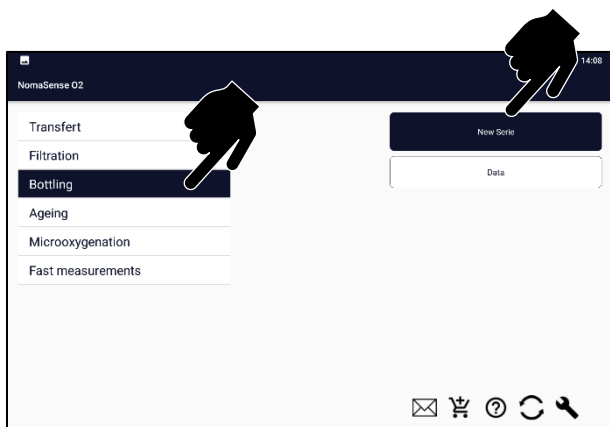 14:08
NomaSense O2
Transfert
Filtration
Bottling
Ageing
Microoxygenation
Fast measurements
New Serie
Data